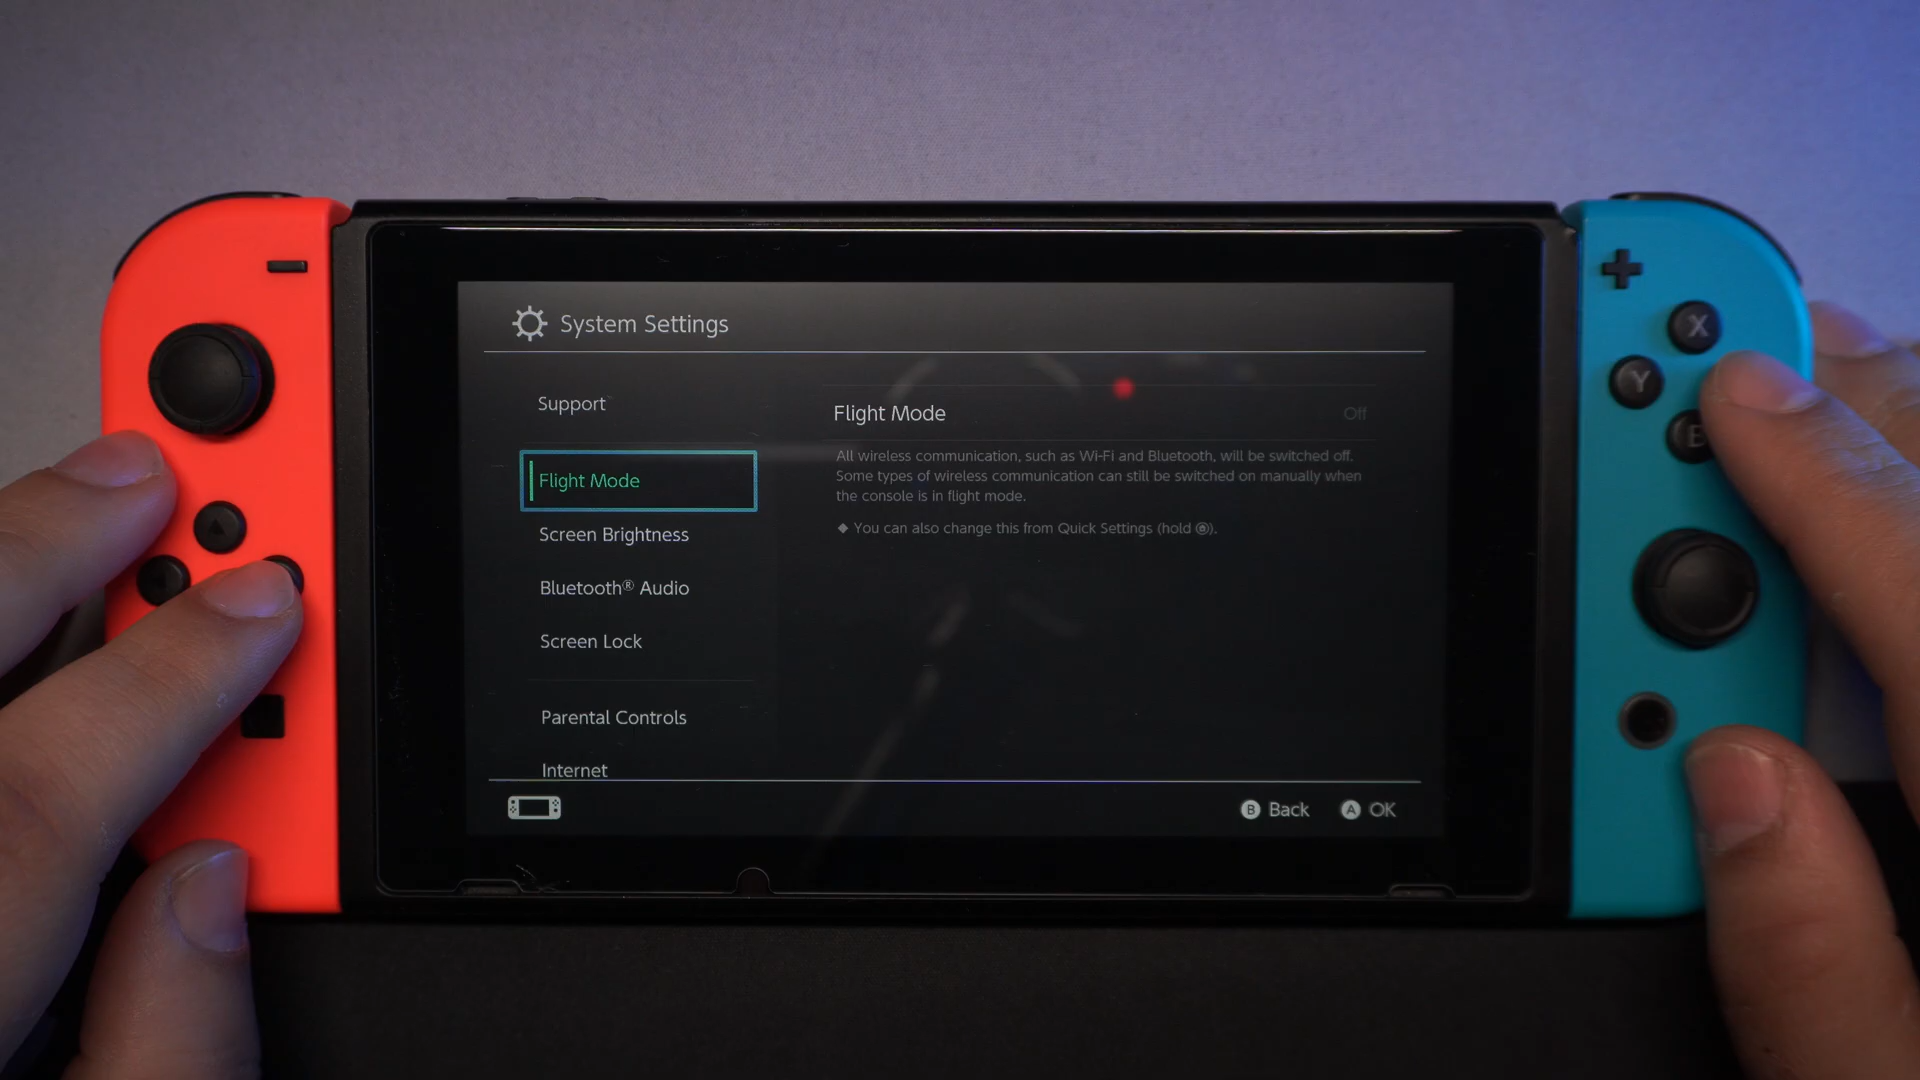 System Settings
Support
Flight Mode
Screen Brightness
Bluetooth® Audio
Screen Lock
Parental Controls
Internet
Flight Mode Off
All wireless communication, such as Wi-Fi and Bluetooth, will be switched off.
Some types of wireless communication can still be switched on manually when
the console is in flight mode.
◆ You can also change this from Quick Settings (hold ).
B Back A OK
X
Y
B